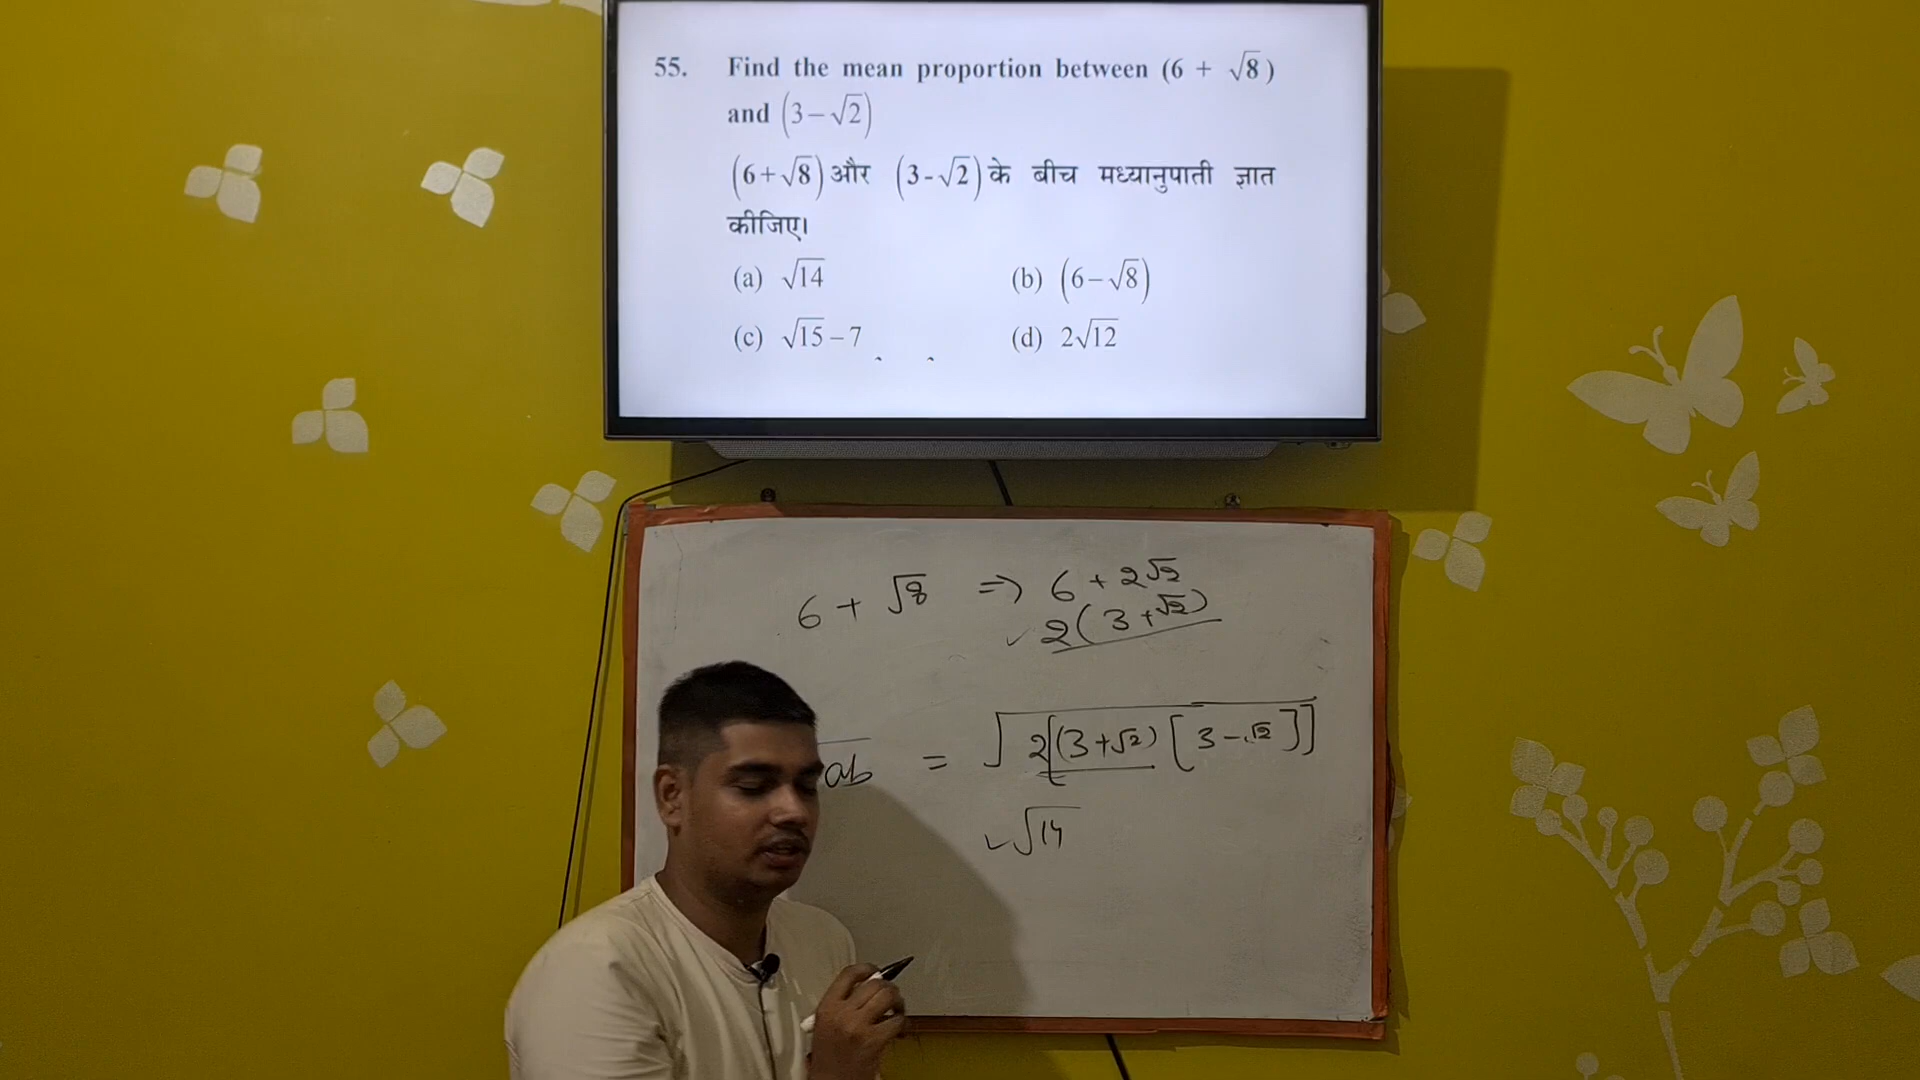 55. Find the mean proportion between (6 + √8)
and (3−√2)
(6+√8) और (3-√2) के बीच मध्यानुपाती ज्ञात
कीजिए।
(a) √14 (b) (6−√8)
(c) √15−7 (d) 2√12
6 + √8 => 6 + 2√2
✓ 2(3+√2)
ab = √2[(3+√2)[3-√2]]
✓√14